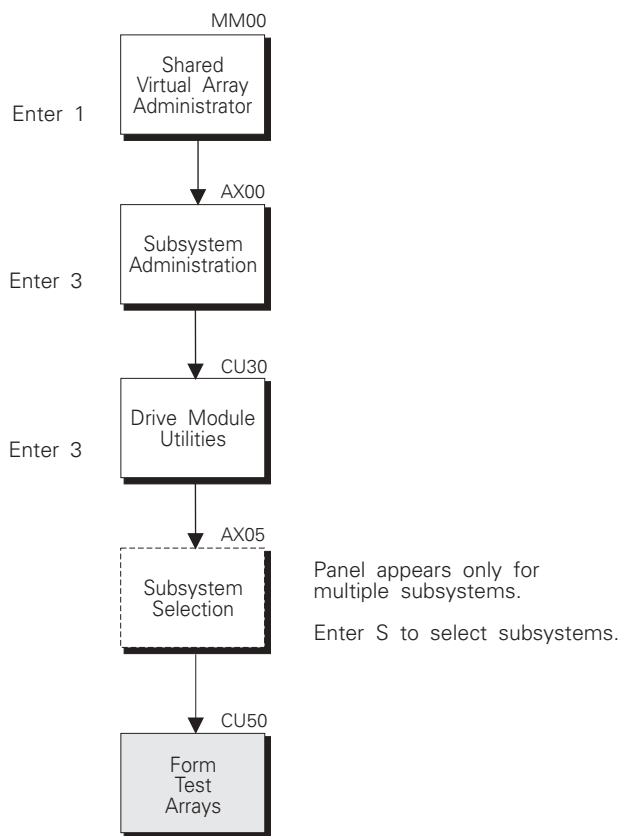 MM00
Shared
Virtual Array
Administrator
Enter 1
AX00
Subsystem
Administration
Enter 3
CU30
Drive Module
Utilities
Enter 3
AX05
Subsystem
Selection
Panel appears only for
multiple subsystems.
Enter S to select subsystems.
CU50
Form
Test
Arrays